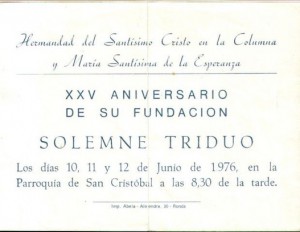 Hermandad del Santísimo Cristo en la Columna
y María Santísima de la Esperanza
XXV ANIVERSARIO
DE SU FUNDACION
SOLEMNE TRIDUO
Los días 10, 11 y 12 de Junio de 1976, en la
Parroquia de San Cristóbal a las 8,30 de la tarde.
Imp. - Ronda